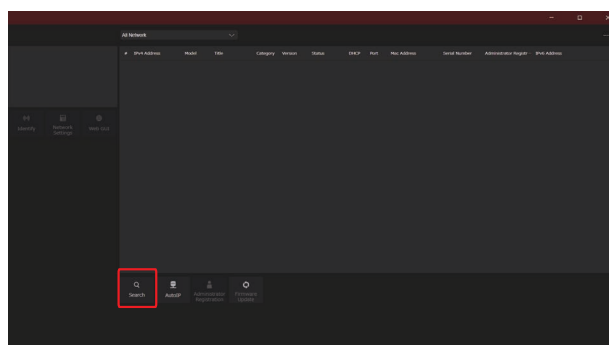 All Network
# IPv4 Address Model Title Category Version Status DHCP Port Mac Address Serial Number Administrator Registr... IPv6 Address
Identify
Network
Settings
Web GUI
Search
AutoIP
Administrator
Registration
Firmware
Update